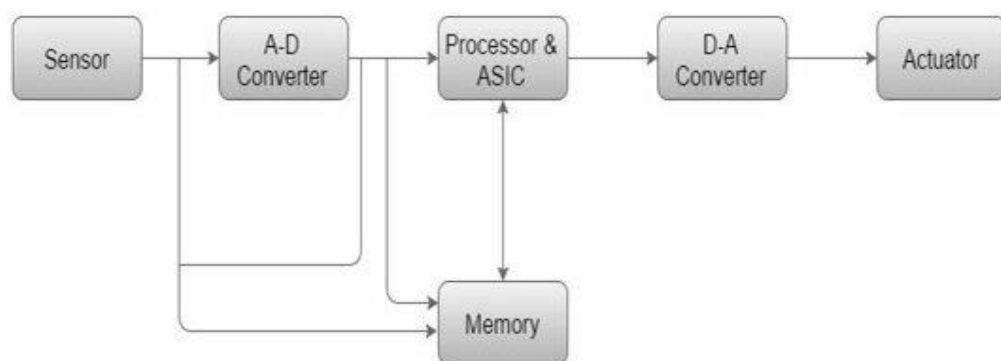 Sensor
A-D
Converter
Processor &
ASIC
D-A
Converter
Actuator
Memory